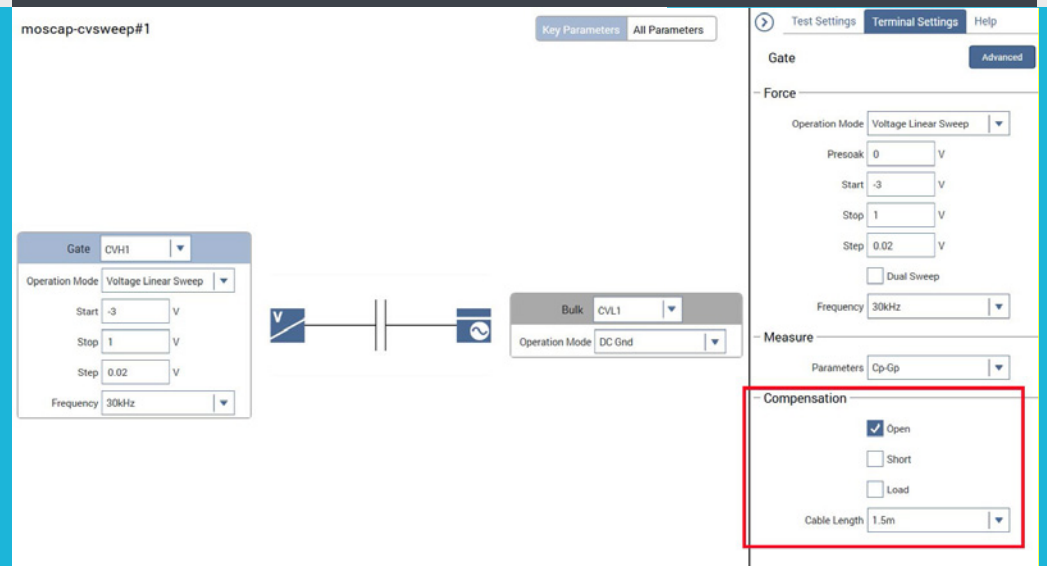 moscap-cvsweep#1
Key Parameters
All Parameters
Gate CVH1
Operation Mode Voltage Linear Sweep
Start -3 V
Stop 1 V
Step 0.02 V
Frequency 30kHz
V
Bulk CVL1
Operation Mode DC Gnd
Test Settings Terminal Settings Help
Gate Advanced
Force
Operation Mode Voltage Linear Sweep
Presoak 0 V
Start -3 V
Stop 1 V
Step 0.02 V
Dual Sweep
Frequency 30kHz
Measure
Parameters Cp-Gp
Compensation
Open
Short
Load
Cable Length 1.5m